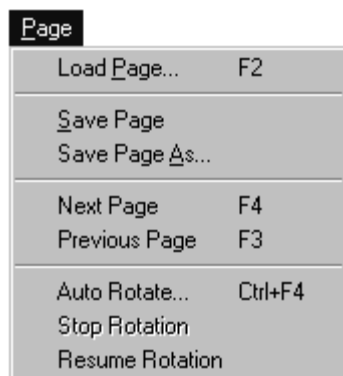 Page
Load Page... F2
Save Page
Save Page As...
Next Page F4
Previous Page F3
Auto Rotate... Ctrl+F4
Stop Rotation
Resume Rotation